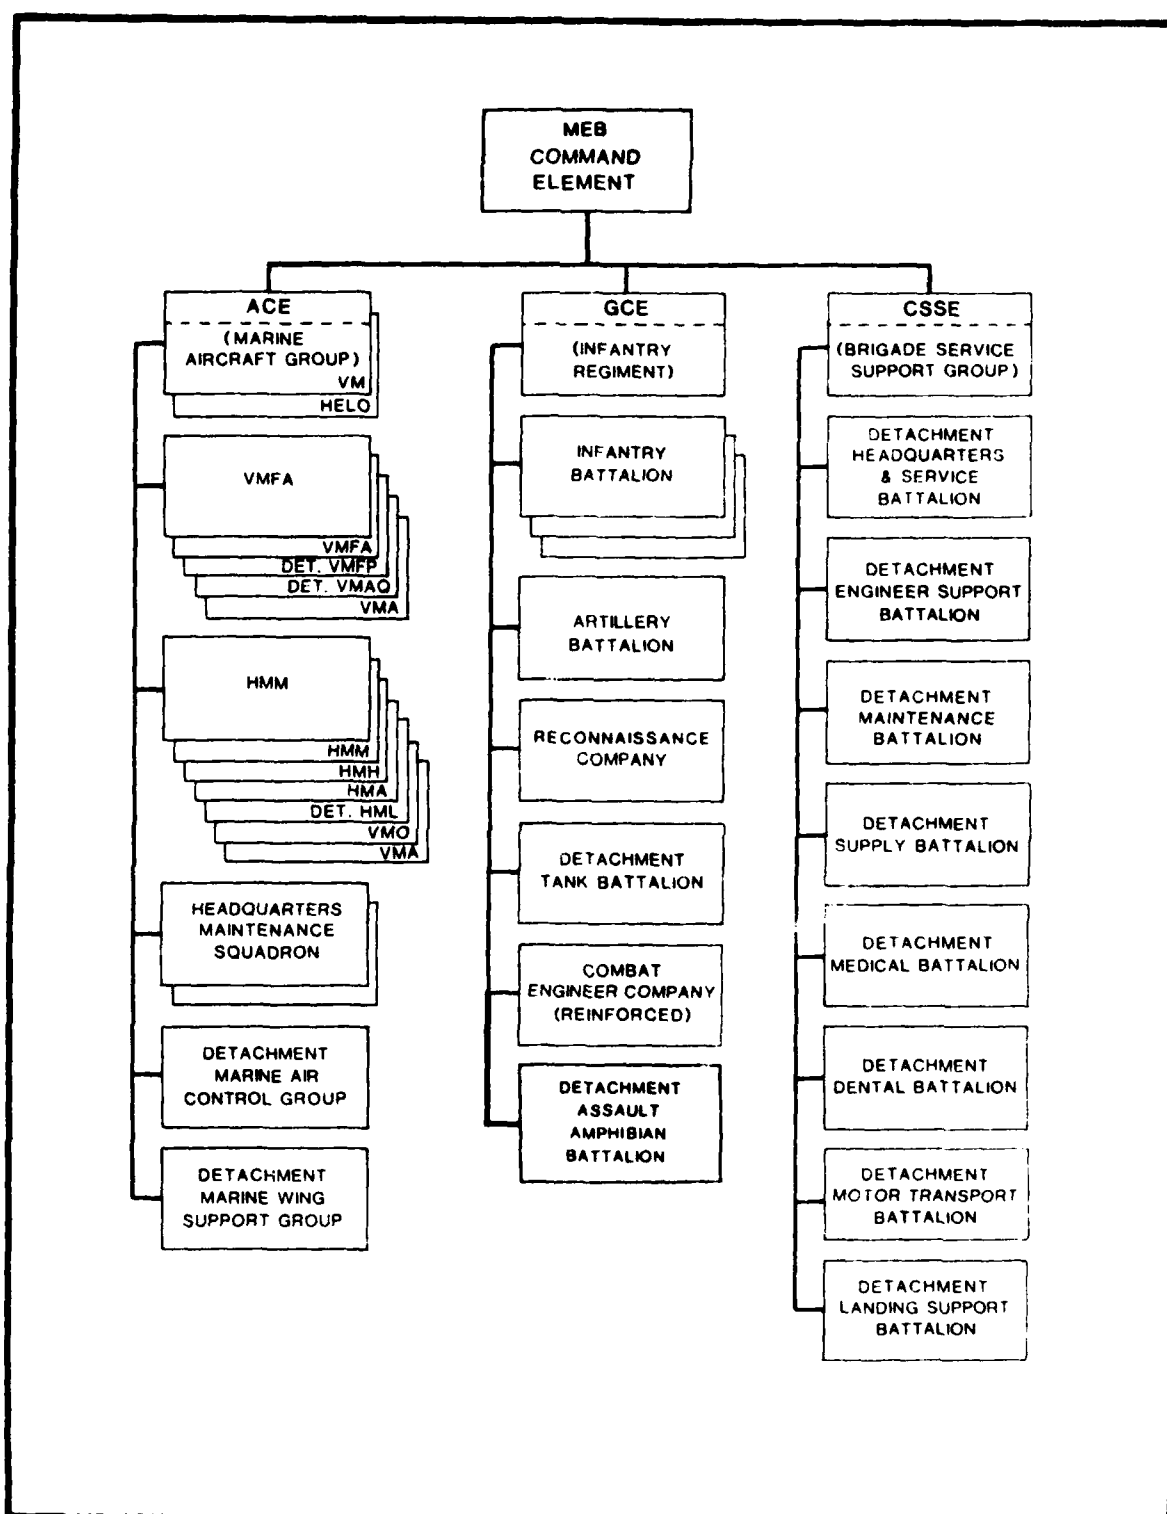 MEB
COMMAND
ELEMENT
ACE
(MARINE
AIRCRAFT GROUP)
VM
HELO
VMFA
VMFA
DET. VMFP
DET. VMAQ
VMA
HMM
HMM
HMH
HMA
DET. HML
VMO
VMA
HEADQUARTERS
MAINTENANCE
SQUADRON
DETACHMENT
MARINE AIR
CONTROL GROUP
DETACHMENT
MARINE WING
SUPPORT GROUP
GCE
(INFANTRY
REGIMENT)
INFANTRY
BATTALION
ARTILLERY
BATTALION
RECONNAISSANCE
COMPANY
DETACHMENT
TANK BATTALION
COMBAT
ENGINEER COMPANY
(REINFORCED)
DETACHMENT
ASSAULT
AMPHIBIAN
BATTALION
CSSE
(BRIGADE SERVICE
SUPPORT GROUP)
DETACHMENT
HEADQUARTERS
& SERVICE
BATTALION
DETACHMENT
ENGINEER SUPPORT
BATTALION
DETACHMENT
MAINTENANCE
BATTALION
DETACHMENT
SUPPLY BATTALION
DETACHMENT
MEDICAL BATTALION
DETACHMENT
DENTAL BATTALION
DETACHMENT
MOTOR TRANSPORT
BATTALION
DETACHMENT
LANDING SUPPORT
BATTALION